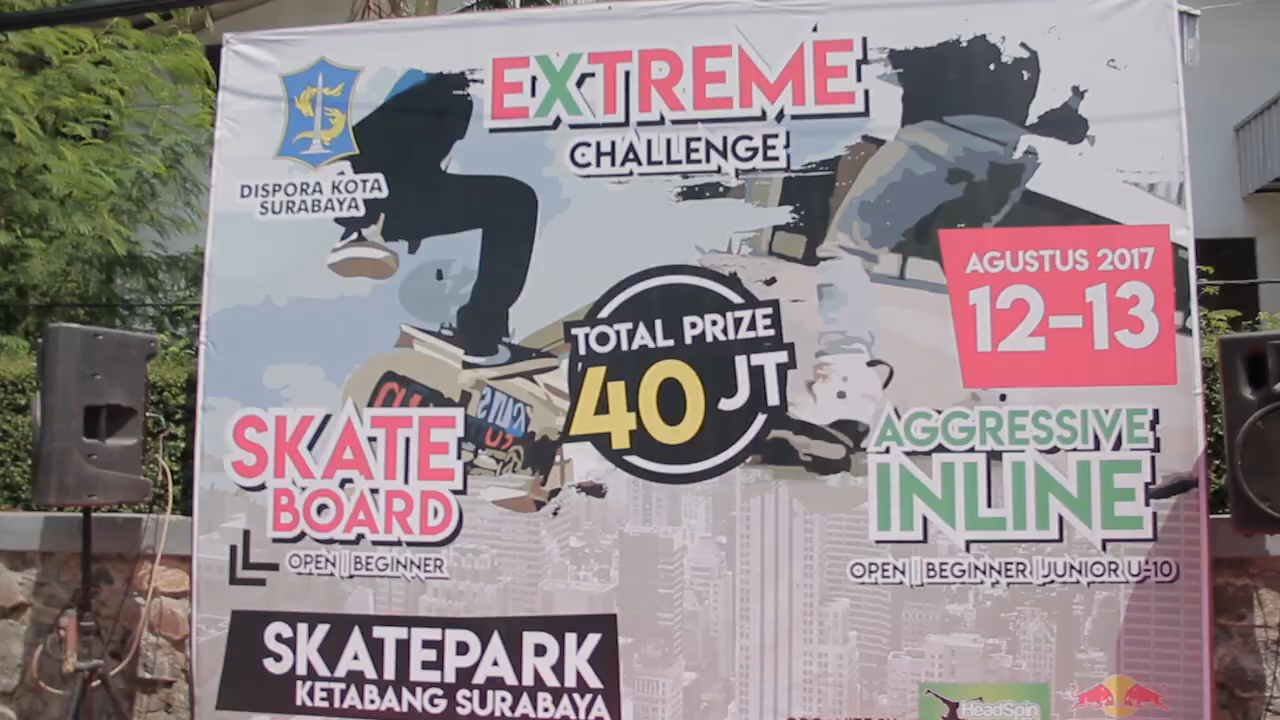 EXTREME
CHALLENGE
DISPORA KOTA
SURABAYA
AGUSTUS 2017
12-13
TOTAL PRIZE
40 JT
SKATE
BOARD
OPEN | BEGINNER
AGGRESSIVE
INLINE
OPEN | BEGINNER | JUNIOR U-10
SKATEPARK
KETABANG SURABAYA
HeadSpin